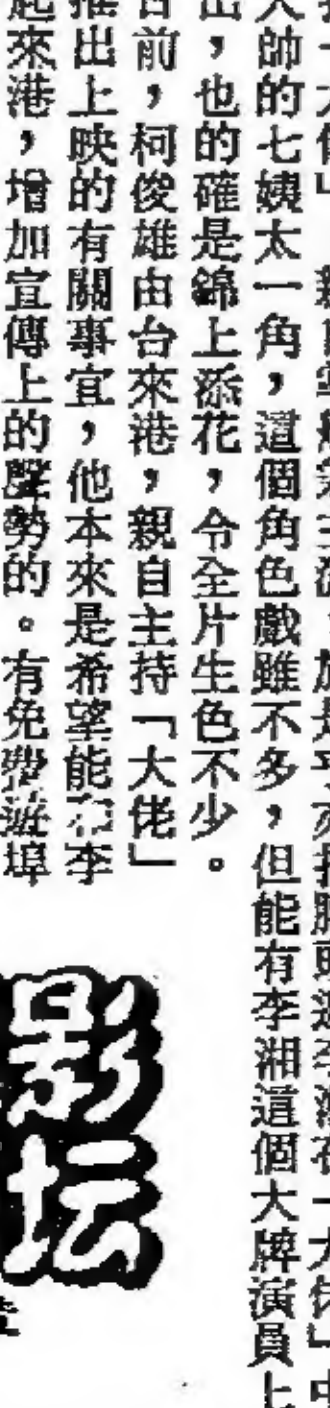 大帥的七姨太一角，這個角色戲雖不多，但能有李湘這個大牌演員上
出，也的確是錦上添花，令全片生色不少。
日前，柯俊雄由台來港，親自主持「大佬」
推出上映的有關事宜，他本來是希望能和李
起來港，增加宣傳上的聲勢的。有免費遊埠
影坛